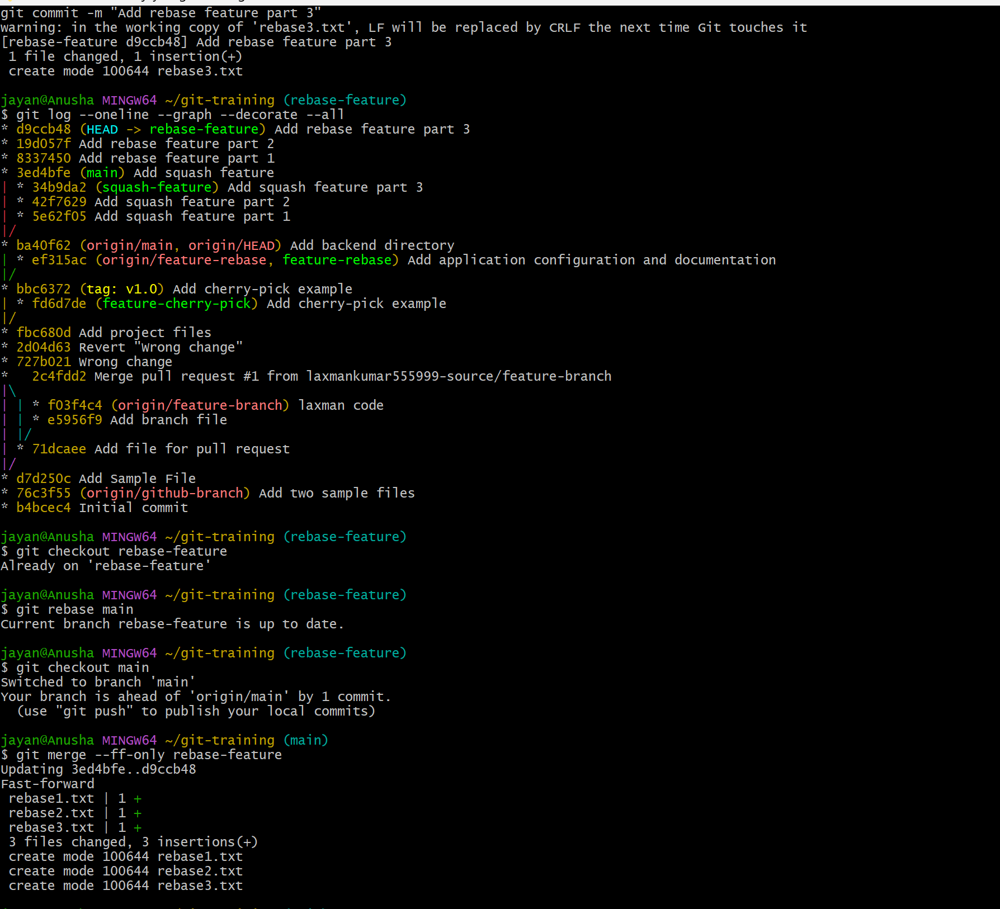 git commit -m "Add rebase feature part 3"
warning: in the working copy of 'rebase3.txt', LF will be replaced by CRLF the next time Git touches it
[rebase-feature d9ccb48] Add rebase feature part 3
 1 file changed, 1 insertion(+)
 create mode 100644 rebase3.txt

jayan@Anusha MINGW64 ~/git-training (rebase-feature)
$ git log --oneline --graph --decorate --all
* d9ccb48 (HEAD -> rebase-feature) Add rebase feature part 3
* 19d057f Add rebase feature part 2
* 8337450 Add rebase feature part 1
* 3ed4bfe (main) Add squash feature
| * 34b9da2 (squash-feature) Add squash feature part 3
| * 42f7629 Add squash feature part 2
| * 5e62f05 Add squash feature part 1
|/
* ba40f62 (origin/main, origin/HEAD) Add backend directory
| * ef315ac (origin/feature-rebase, feature-rebase) Add application configuration and documentation
|/
* bbc6372 (tag: v1.0) Add cherry-pick example
| * fd6d7de (feature-cherry-pick) Add cherry-pick example
|/
* fbc680d Add project files
* 2d04d63 Revert "Wrong change"
* 727b021 Wrong change
*   2c4fdd2 Merge pull request #1 from laxmankumar555999-source/feature-branch
|\
| | * f03f4c4 (origin/feature-branch) laxman code
| | * e5956f9 Add branch file
| |/
| * 71dcaee Add file for pull request
|/
* d7d250c Add Sample File
* 76c3f55 (origin/github-branch) Add two sample files
* b4bcec4 Initial commit

jayan@Anusha MINGW64 ~/git-training (rebase-feature)
$ git checkout rebase-feature
Already on 'rebase-feature'

jayan@Anusha MINGW64 ~/git-training (rebase-feature)
$ git rebase main
Current branch rebase-feature is up to date.

jayan@Anusha MINGW64 ~/git-training (rebase-feature)
$ git checkout main
Switched to branch 'main'
Your branch is ahead of 'origin/main' by 1 commit.
  (use "git push" to publish your local commits)

jayan@Anusha MINGW64 ~/git-training (main)
$ git merge --ff-only rebase-feature
Updating 3ed4bfe..d9ccb48
Fast-forward
 rebase1.txt | 1 +
 rebase2.txt | 1 +
 rebase3.txt | 1 +
 3 files changed, 3 insertions(+)
 create mode 100644 rebase1.txt
 create mode 100644 rebase2.txt
 create mode 100644 rebase3.txt